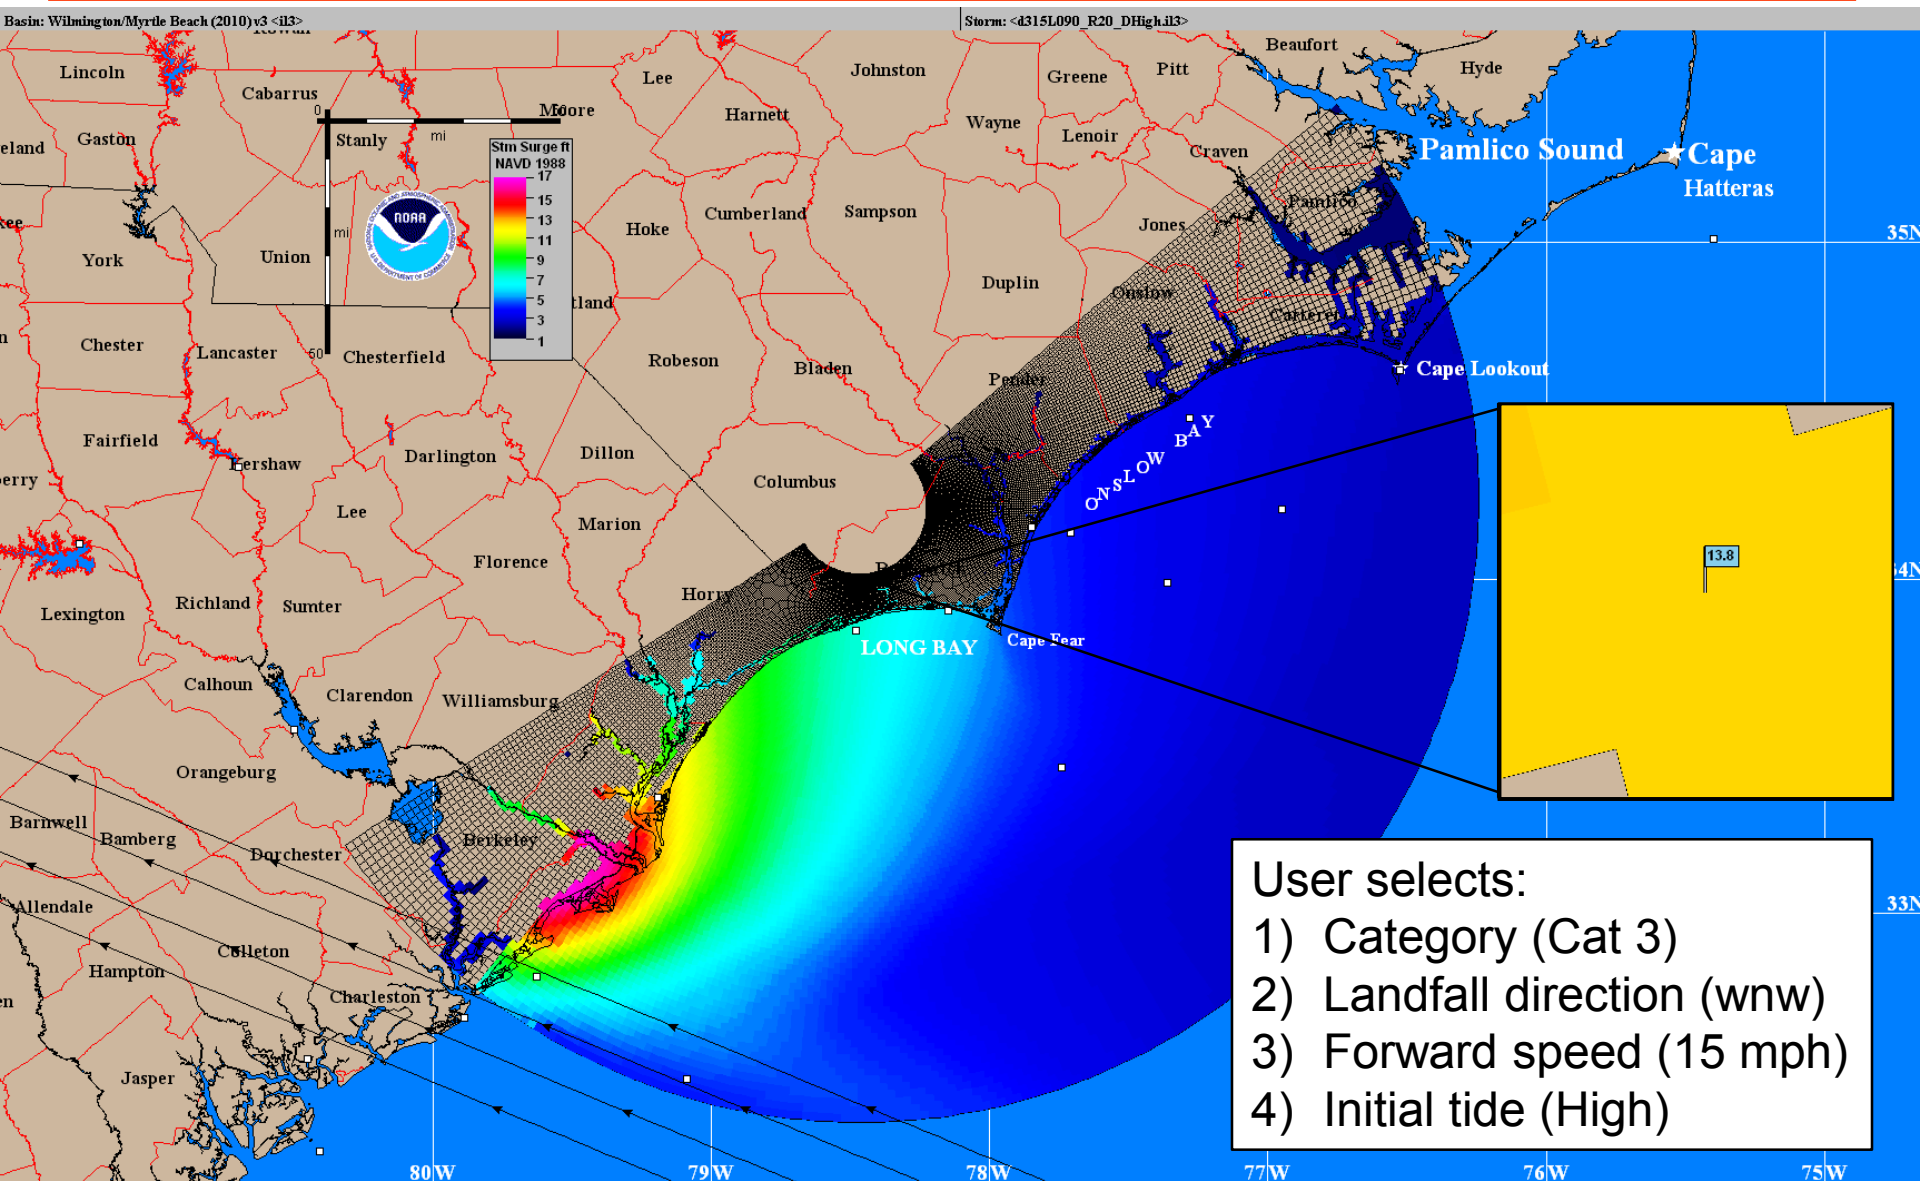 Basin: Wilmington/Myrtle Beach (2010) v3 <il3>
Storm: <d315L090_R20_DHigh.il3>
Beaufort
Hyde
Lincoln
Cabarrus
Lee
Johnston
Greene
Pitt
0
Moore
Harnett
Wayne
Lenoir
Gaston
Stanly
mi
Craven
Pamlico Sound
Cape
Hatteras
Stm Surge ft
NAVD 1988
17
15
13
11
9
7
5
3
1
NOAA
mi
50
Cumberland
Sampson
Hoke
Jones
Pamlico
35N
York
Union
Duplin
Onslow
Carteret
Chester
Lancaster
Chesterfield
Robeson
Bladen
Pender
Cape Lookout
ONSLOW BAY
Fairfield
Kershaw
Darlington
Dillon
Columbus
Lee
Marion
Florence
13.8
Lexington
Richland
Sumter
Horry
LONG BAY
Cape Fear
Calhoun
Clarendon
Williamsburg
Orangeburg
Barnwell
Bamberg
Dorchester
Berkeley
Allendale
Colleton
Hampton
Charleston
Jasper
33N
User selects:
1) Category (Cat 3)
2) Landfall direction (wnw)
3) Forward speed (15 mph)
4) Initial tide (High)
80W
79W
78W
77W
76W
75W